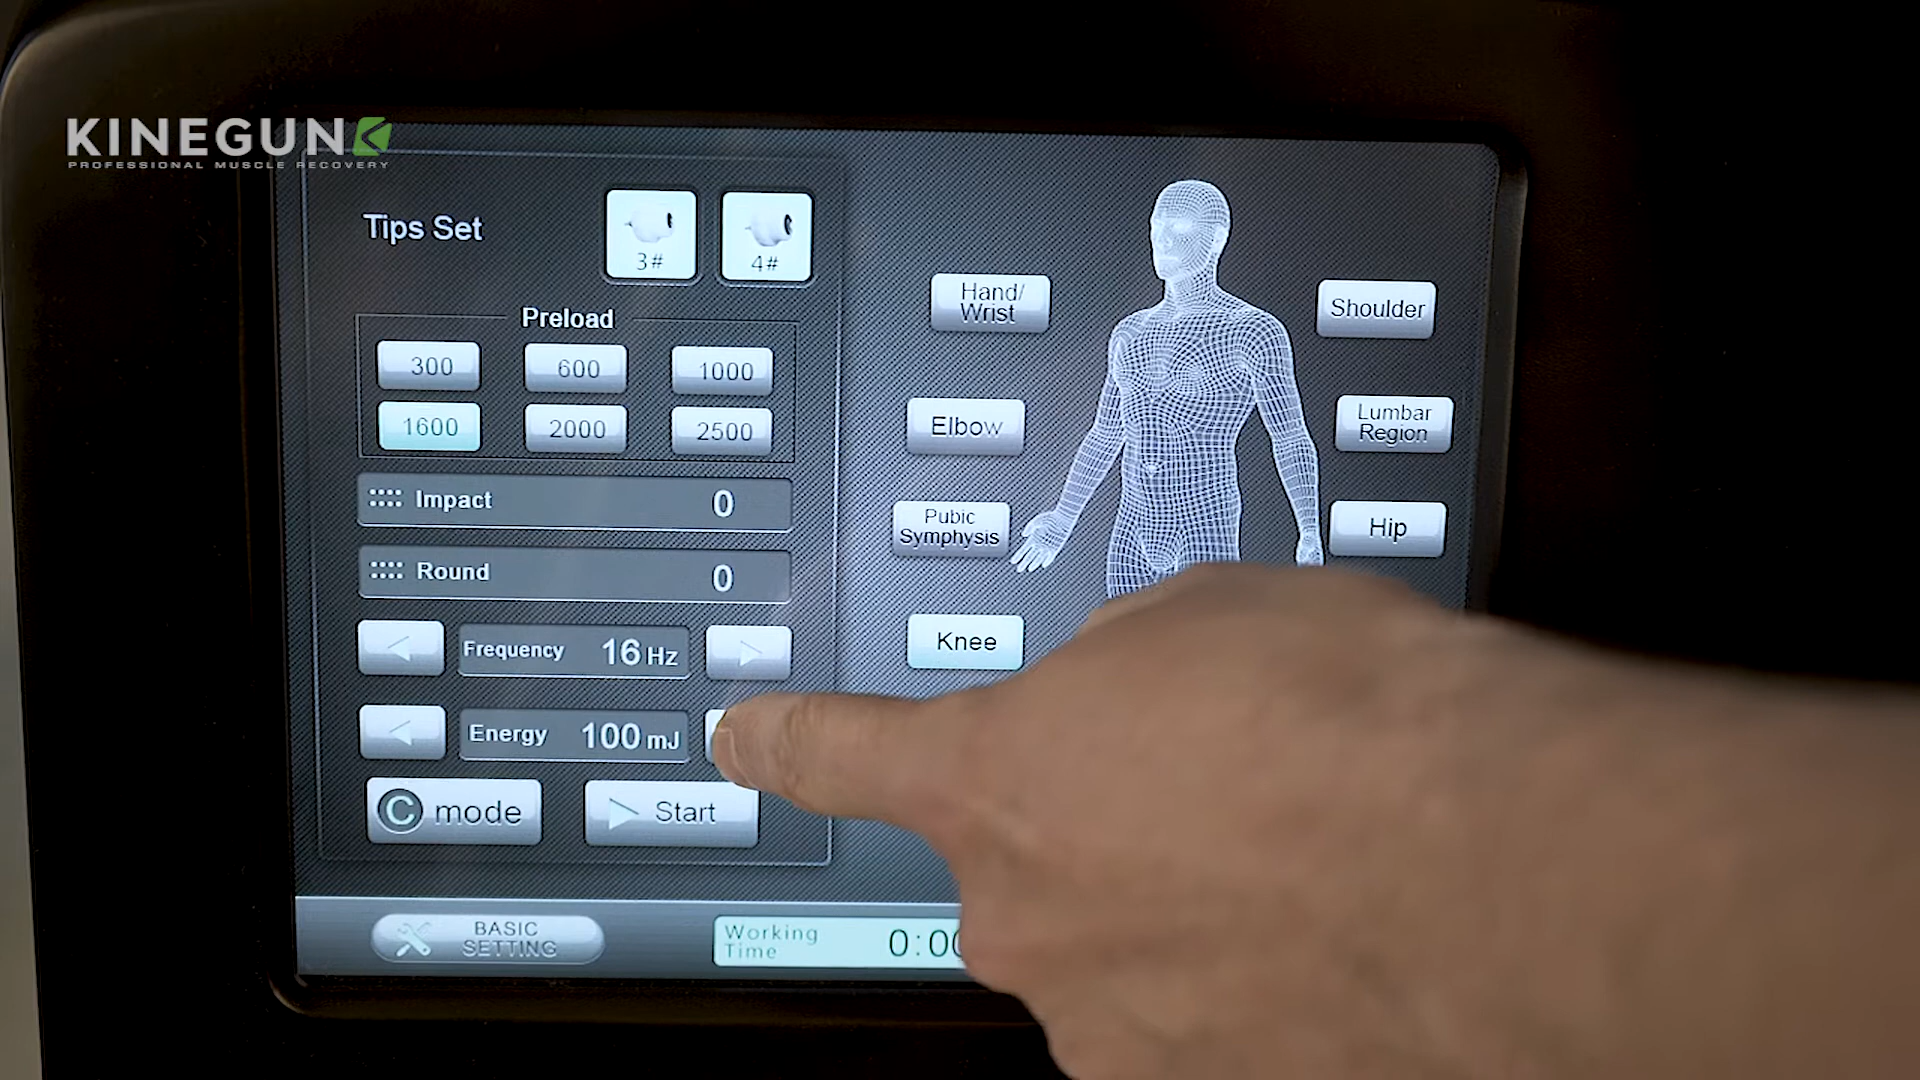 KINEGUN
PROFESSIONAL MUSCLE RECOVERY
Tips Set
3#
4#
Preload
300
600
1000
1600
2000
2500
Impact 0
Round 0
Frequency 16 Hz
Energy 100 mJ
C mode
Start
BASIC
SETTING
Working
Time
0:00
Hand/
Wrist
Elbow
Pubic
Symphysis
Knee
Shoulder
Lumbar
Region
Hip